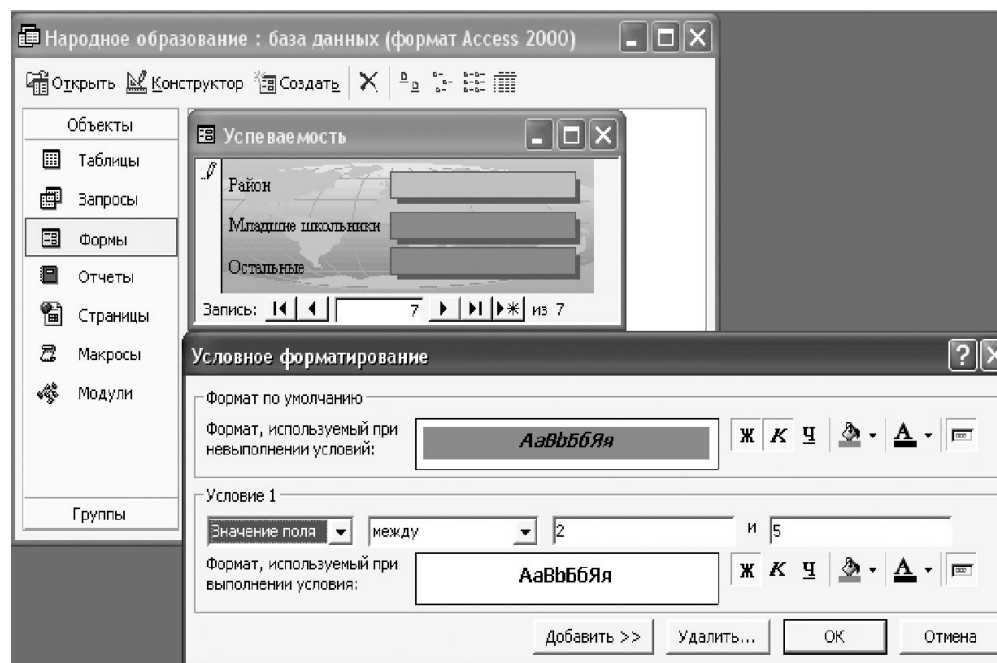 Народное образование : база данных (формат Access 2000)
Открыть Конструктор Создать
Объекты
Таблицы
Запросы
Формы
Отчеты
Страницы
Макросы
Модули
Группы
Успеваемость
Район
Младшие школьники
Остальные
Запись: 7 из 7
Условное форматирование
Формат по умолчанию
Формат, используемый при
невыполнении условий:
АаВbБбЯя
Ж К Ч А
Условие 1
Значение поля между 2 и 5
Формат, используемый при
выполнении условия:
АаВbБбЯя
Ж К Ч А
Добавить >> Удалить... ОК Отмена